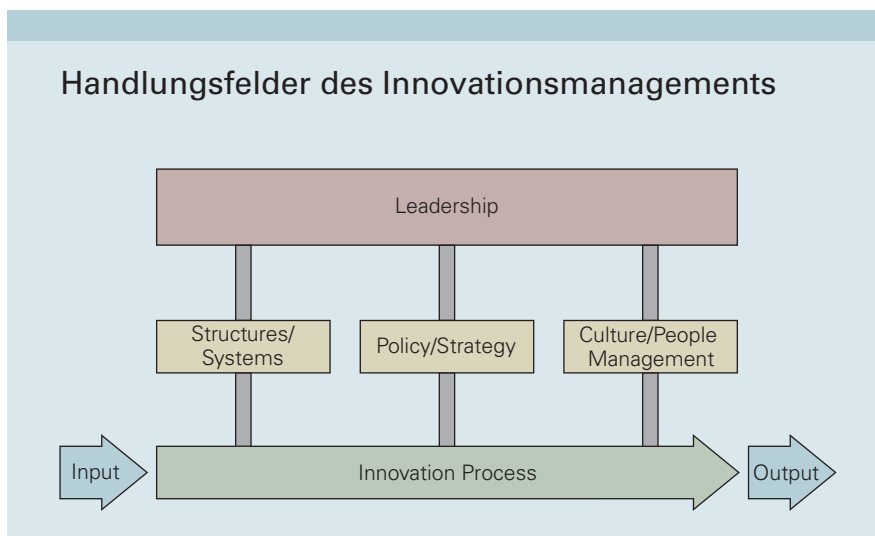 Handlungsfelder des Innovationsmanagements
Leadership
Structures/
Systems
Policy/Strategy
Culture/People
Management
Input
Innovation Process
Output